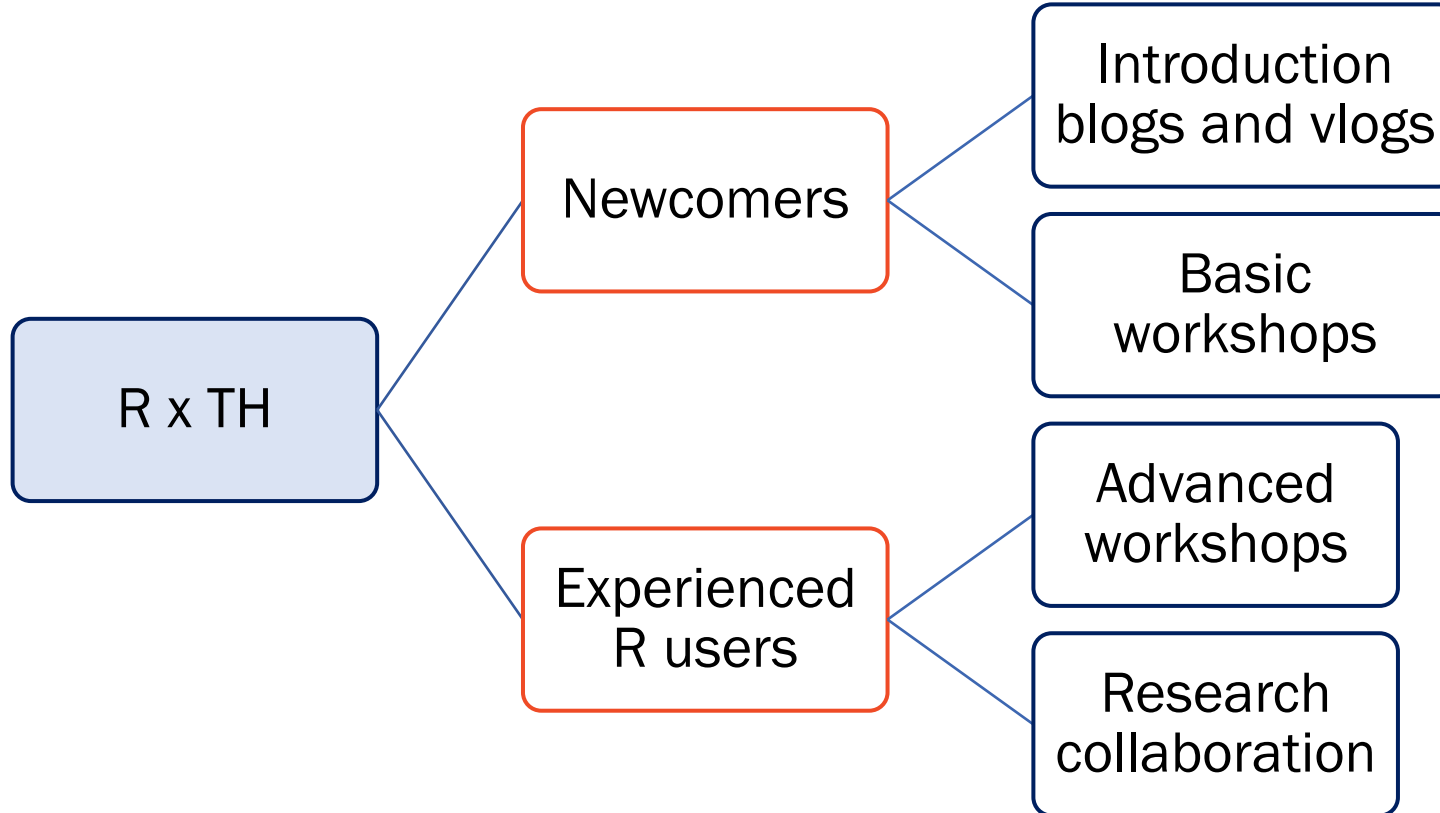 R x TH
Newcomers
Introduction
blogs and vlogs
Basic
workshops
Experienced
R users
Advanced
workshops
Research
collaboration